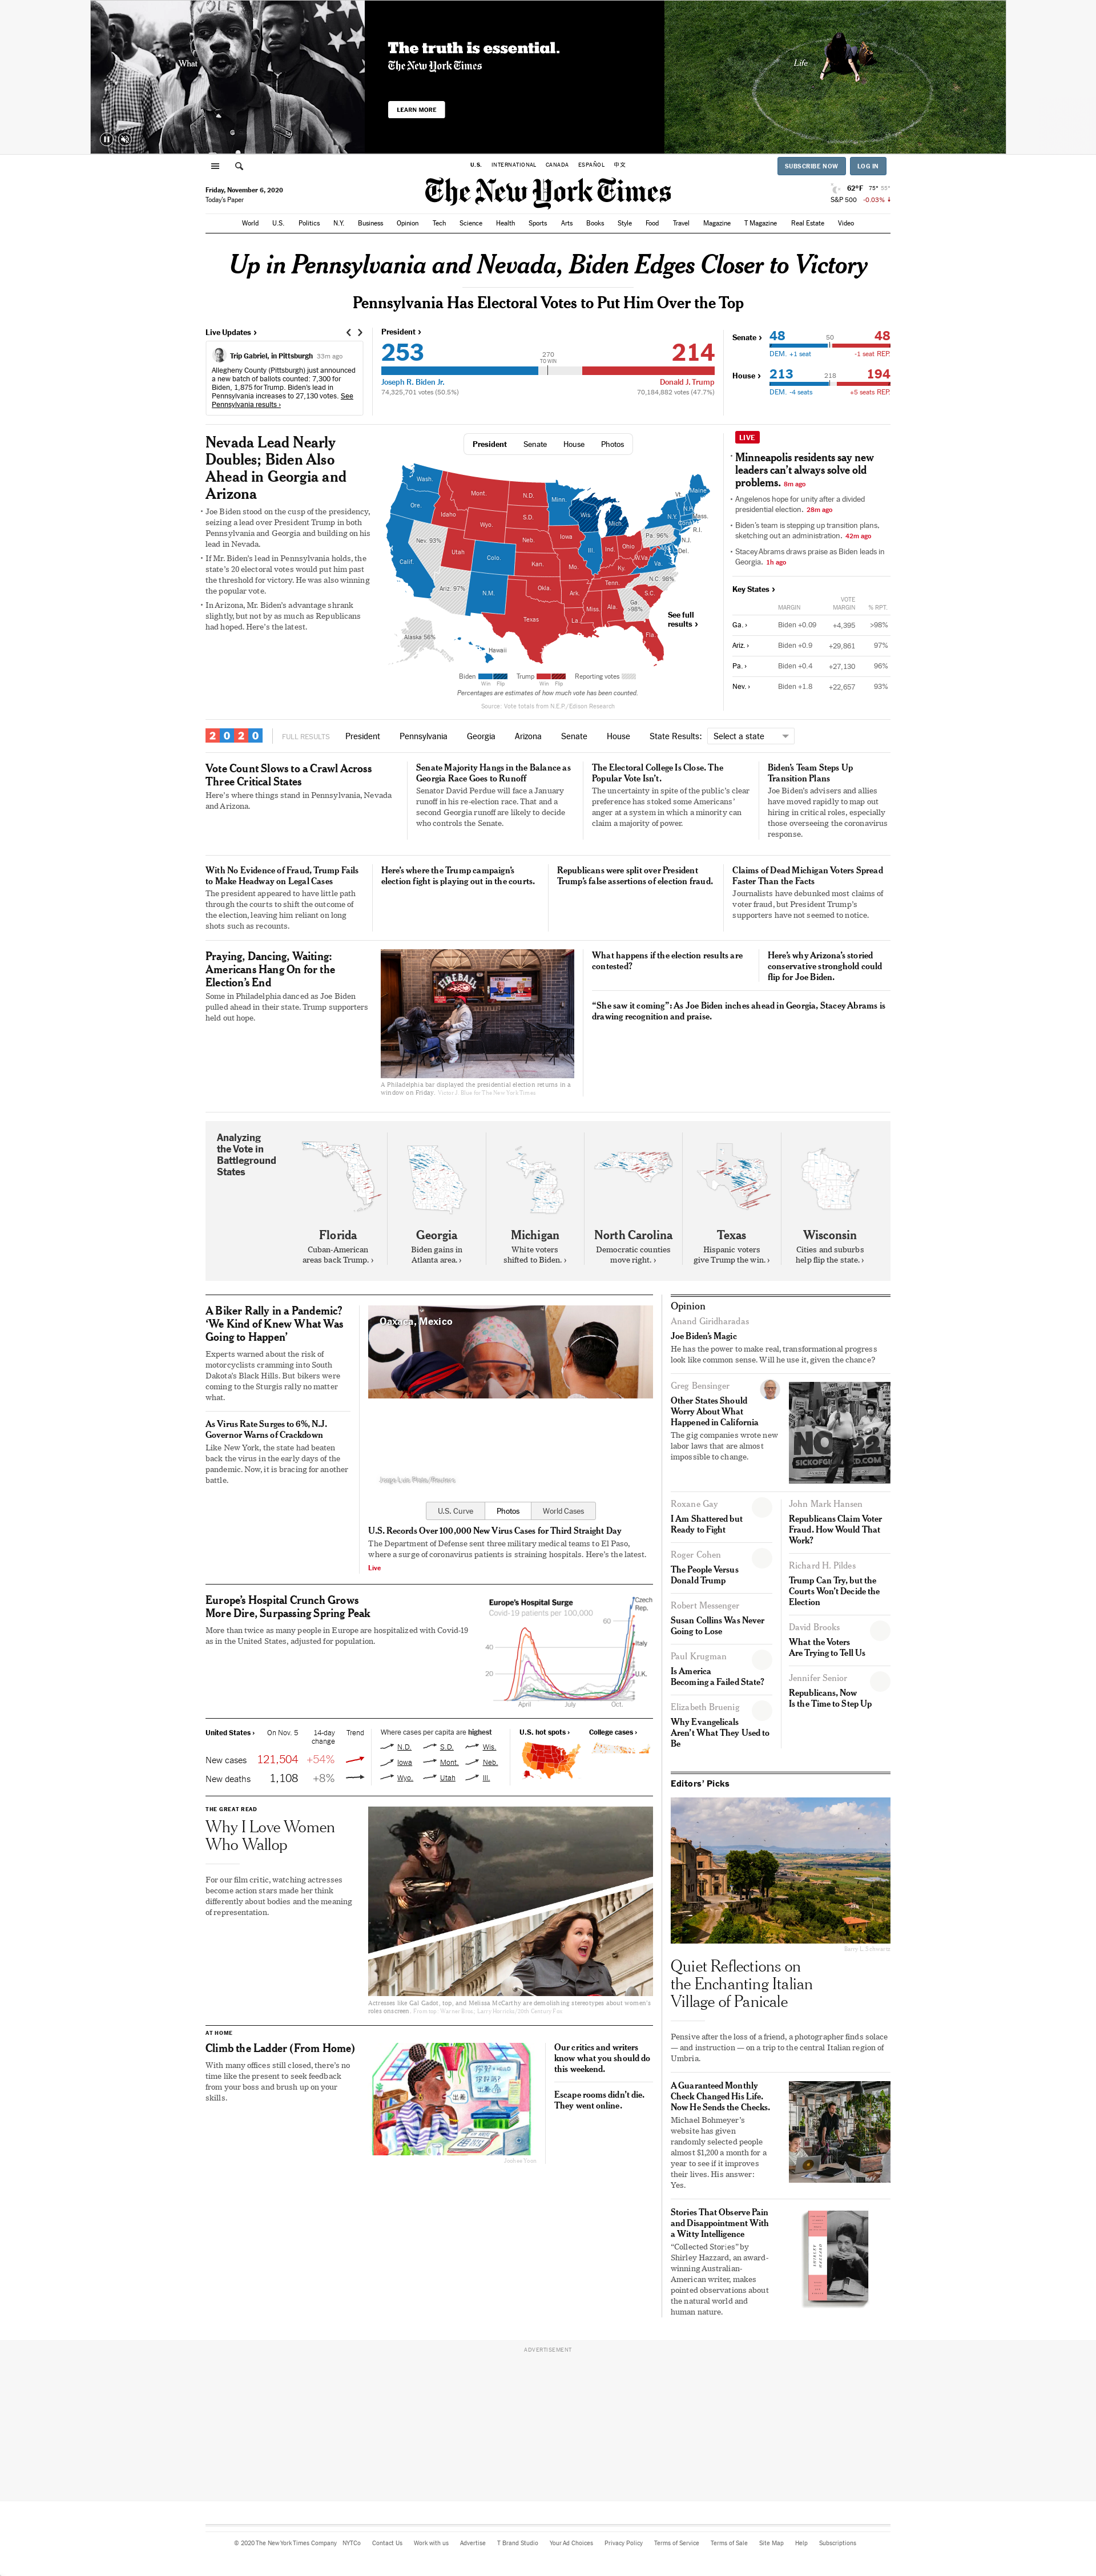 What
The truth is essential.
The New York Times
LEARN MORE
Life
U.S. INTERNATIONAL CANADA ESPAÑOL 中文
SUBSCRIBE NOW LOG IN
Friday, November 6, 2020
Today's Paper
The New York Times
62°F 75° 55°
S&P 500 -0.03% ↓
World U.S. Politics N.Y. Business Opinion Tech Science Health Sports Arts Books Style Food Travel Magazine T Magazine Real Estate Video
Up in Pennsylvania and Nevada, Biden Edges Closer to Victory
Pennsylvania Has Electoral Votes to Put Him Over the Top
Live Updates ›
Trip Gabriel, in Pittsburgh 33m ago
Allegheny County (Pittsburgh) just announced
a new batch of ballots counted: 7,300 for
Biden, 1,875 for Trump. Biden's lead in
Pennsylvania increases to 27,130 votes. See
Pennsylvania results ›
President ›
253 270 TO WIN 214
Joseph R. Biden Jr. Donald J. Trump
74,325,701 votes (50.5%) 70,184,882 votes (47.7%)
Senate › 48 50 48
DEM. +1 seat -1 seat REP.
House › 213 218 194
DEM. -4 seats +5 seats REP.
Nevada Lead Nearly
Doubles; Biden Also
Ahead in Georgia and
Arizona
• Joe Biden stood on the cusp of the presidency,
seizing a lead over President Trump in both
Pennsylvania and Georgia and building on his
lead in Nevada.
• If Mr. Biden's lead in Pennsylvania holds, the
state's 20 electoral votes would put him past
the threshold for victory. He was also winning
the popular vote.
• In Arizona, Mr. Biden's advantage shrank
slightly, but not by as much as Republicans
had hoped. Here's the latest.
President Senate House Photos
Wash.
Ore.
Calif.
Nev. 93%
Idaho
Mont.
Wyo.
Utah
Ariz. 97%
Colo.
N.M.
N.D.
S.D.
Neb.
Kan.
Okla.
Texas
Minn.
Iowa
Mo.
Ark.
La.
Wis.
Ill.
Mich.
Ind.
Ohio
Ky.
Tenn.
Miss.
Ala.
Ga. >98%
Fla.
S.C.
N.C. 98%
Va.
W.Va.
Pa. 96%
N.Y.
Vt.
N.H.
Maine
Mass.
R.I.
N.J.
Del.
Alaska 56%
Hawaii
See full
results ›
Biden Trump Reporting votes
Win Flip Win Flip
Percentages are estimates of how much vote has been counted.
Source: Vote totals from N.E.P./Edison Research
LIVE
• Minneapolis residents say new
leaders can't always solve old
problems. 8m ago
• Angelenos hope for unity after a divided
presidential election. 28m ago
• Biden's team is stepping up transition plans,
sketching out an administration. 42m ago
• Stacey Abrams draws praise as Biden leads in
Georgia. 1h ago
Key States ›
MARGIN VOTE MARGIN % RPT.
Ga. › Biden +0.09 +4,395 >98%
Ariz. › Biden +0.9 +29,861 97%
Pa. › Biden +0.4 +27,130 96%
Nev. › Biden +1.8 +22,657 93%
2020 FULL RESULTS President Pennsylvania Georgia Arizona Senate House State Results: Select a state
Vote Count Slows to a Crawl Across
Three Critical States
Here's where things stand in Pennsylvania, Nevada
and Arizona.
Senate Majority Hangs in the Balance as
Georgia Race Goes to Runoff
Senator David Perdue will face a January
runoff in his re-election race. That and a
second Georgia runoff are likely to decide
who controls the Senate.
The Electoral College Is Close. The
Popular Vote Isn't.
The uncertainty in spite of the public's clear
preference has stoked some Americans'
anger at a system in which a minority can
claim a majority of power.
Biden's Team Steps Up
Transition Plans
Joe Biden's advisers and allies
have moved rapidly to map out
hiring in critical roles, especially
those overseeing the coronavirus
response.
With No Evidence of Fraud, Trump Fails
to Make Headway on Legal Cases
The president appeared to have little path
through the courts to shift the outcome of
the election, leaving him reliant on long
shots such as recounts.
Here's where the Trump campaign's
election fight is playing out in the courts.
Republicans were split over President
Trump's false assertions of election fraud.
Claims of Dead Michigan Voters Spread
Faster Than the Facts
Journalists have debunked most claims of
voter fraud, but President Trump's
supporters have not seemed to notice.
Praying, Dancing, Waiting:
Americans Hang On for the
Election's End
Some in Philadelphia danced as Joe Biden
pulled ahead in their state. Trump supporters
held out hope.
FIREBALL
A Philadelphia bar displayed the presidential election returns in a
window on Friday. Victor J. Blue for The New York Times
What happens if the election results are
contested?
Here's why Arizona's storied
conservative stronghold could
flip for Joe Biden.
“She saw it coming”: As Joe Biden inches ahead in Georgia, Stacey Abrams is
drawing recognition and praise.
Analyzing
the Vote in
Battleground
States
Florida
Cuban-American
areas back Trump. ›
Georgia
Biden gains in
Atlanta area. ›
Michigan
White voters
shifted to Biden. ›
North Carolina
Democratic counties
move right. ›
Texas
Hispanic voters
give Trump the win. ›
Wisconsin
Cities and suburbs
help flip the state. ›
A Biker Rally in a Pandemic?
‘We Kind of Knew What Was
Going to Happen’
Experts warned about the risk of
motorcyclists cramming into South
Dakota's Black Hills. But bikers were
coming to the Sturgis rally no matter
what.
As Virus Rate Surges to 6%, N.J.
Governor Warns of Crackdown
Like New York, the state had beaten
back the virus in the early days of the
pandemic. Now, it is bracing for another
battle.
Oaxaca, Mexico
Jorge Luis Plata/Reuters
U.S. Curve Photos World Cases
U.S. Records Over 100,000 New Virus Cases for Third Straight Day
The Department of Defense sent three military medical teams to El Paso,
where a surge of coronavirus patients is straining hospitals. Here's the latest.
Live
Europe's Hospital Crunch Grows
More Dire, Surpassing Spring Peak
More than twice as many people in Europe are hospitalized with Covid-19
as in the United States, adjusted for population.
Europe's Hospital Surge
Covid-19 patients per 100,000
Czech
Rep.
60
Italy
40
U.K.
20
April July Oct.
United States › On Nov. 5 14-day change Trend
New cases 121,504 +54%
New deaths 1,108 +8%
Where cases per capita are highest
N.D. S.D. Wis.
Iowa Mont. Neb.
Wyo. Utah Ill.
U.S. hot spots › College cases ›
THE GREAT READ
Why I Love Women
Who Wallop
For our film critic, watching actresses
become action stars made her think
differently about bodies and the meaning
of representation.
Actresses like Gal Gadot, top, and Melissa McCarthy are demolishing stereotypes about women's
roles onscreen. From top: Warner Bros.; Larry Horricks/20th Century Fox
AT HOME
Climb the Ladder (From Home)
With many offices still closed, there's no
time like the present to seek feedback
from your boss and brush up on your
skills.
Our critics and writers
know what you should do
this weekend.
Escape rooms didn't die.
They went online.
Opinion
Anand Giridharadas
Joe Biden's Magic
He has the power to make real, transformational progress
look like common sense. Will he use it, given the chance?
Greg Bensinger
Other States Should
Worry About What
Happened in California
The gig companies wrote new
labor laws that are almost
impossible to change.
Roxane Gay
I Am Shattered but
Ready to Fight
Roger Cohen
The People Versus
Donald Trump
Robert Messenger
Susan Collins Was Never
Going to Lose
Paul Krugman
Is America
Becoming a Failed State?
Elizabeth Bruenig
Why Evangelicals
Aren't What They Used to
Be
John Mark Hansen
Republicans Claim Voter
Fraud. How Would That
Work?
Richard H. Pildes
Trump Can Try, but the
Courts Won't Decide the
Election
David Brooks
What the Voters
Are Trying to Tell Us
Jennifer Senior
Republicans, Now
Is the Time to Step Up
Editors' Picks
Barry L. Schwartz
Quiet Reflections on
the Enchanting Italian
Village of Panicale
Pensive after the loss of a friend, a photographer finds solace
— and instruction — on a trip to the central Italian region of
Umbria.
A Guaranteed Monthly
Check Changed His Life.
Now He Sends the Checks.
Michael Bohmeyer's
website has given
randomly selected people
almost $1,200 a month for a
year to see if it improves
their lives. His answer:
Yes.
Stories That Observe Pain
and Disappointment With
a Witty Intelligence
“Collected Stories” by
Shirley Hazzard, an award-
winning Australian-
American writer, makes
pointed observations about
the natural world and
human nature.
ADVERTISEMENT
© 2020 The New York Times Company NYTCo Contact Us Work with us Advertise T Brand Studio Your Ad Choices Privacy Policy Terms of Service Terms of Sale Site Map Help Subscriptions